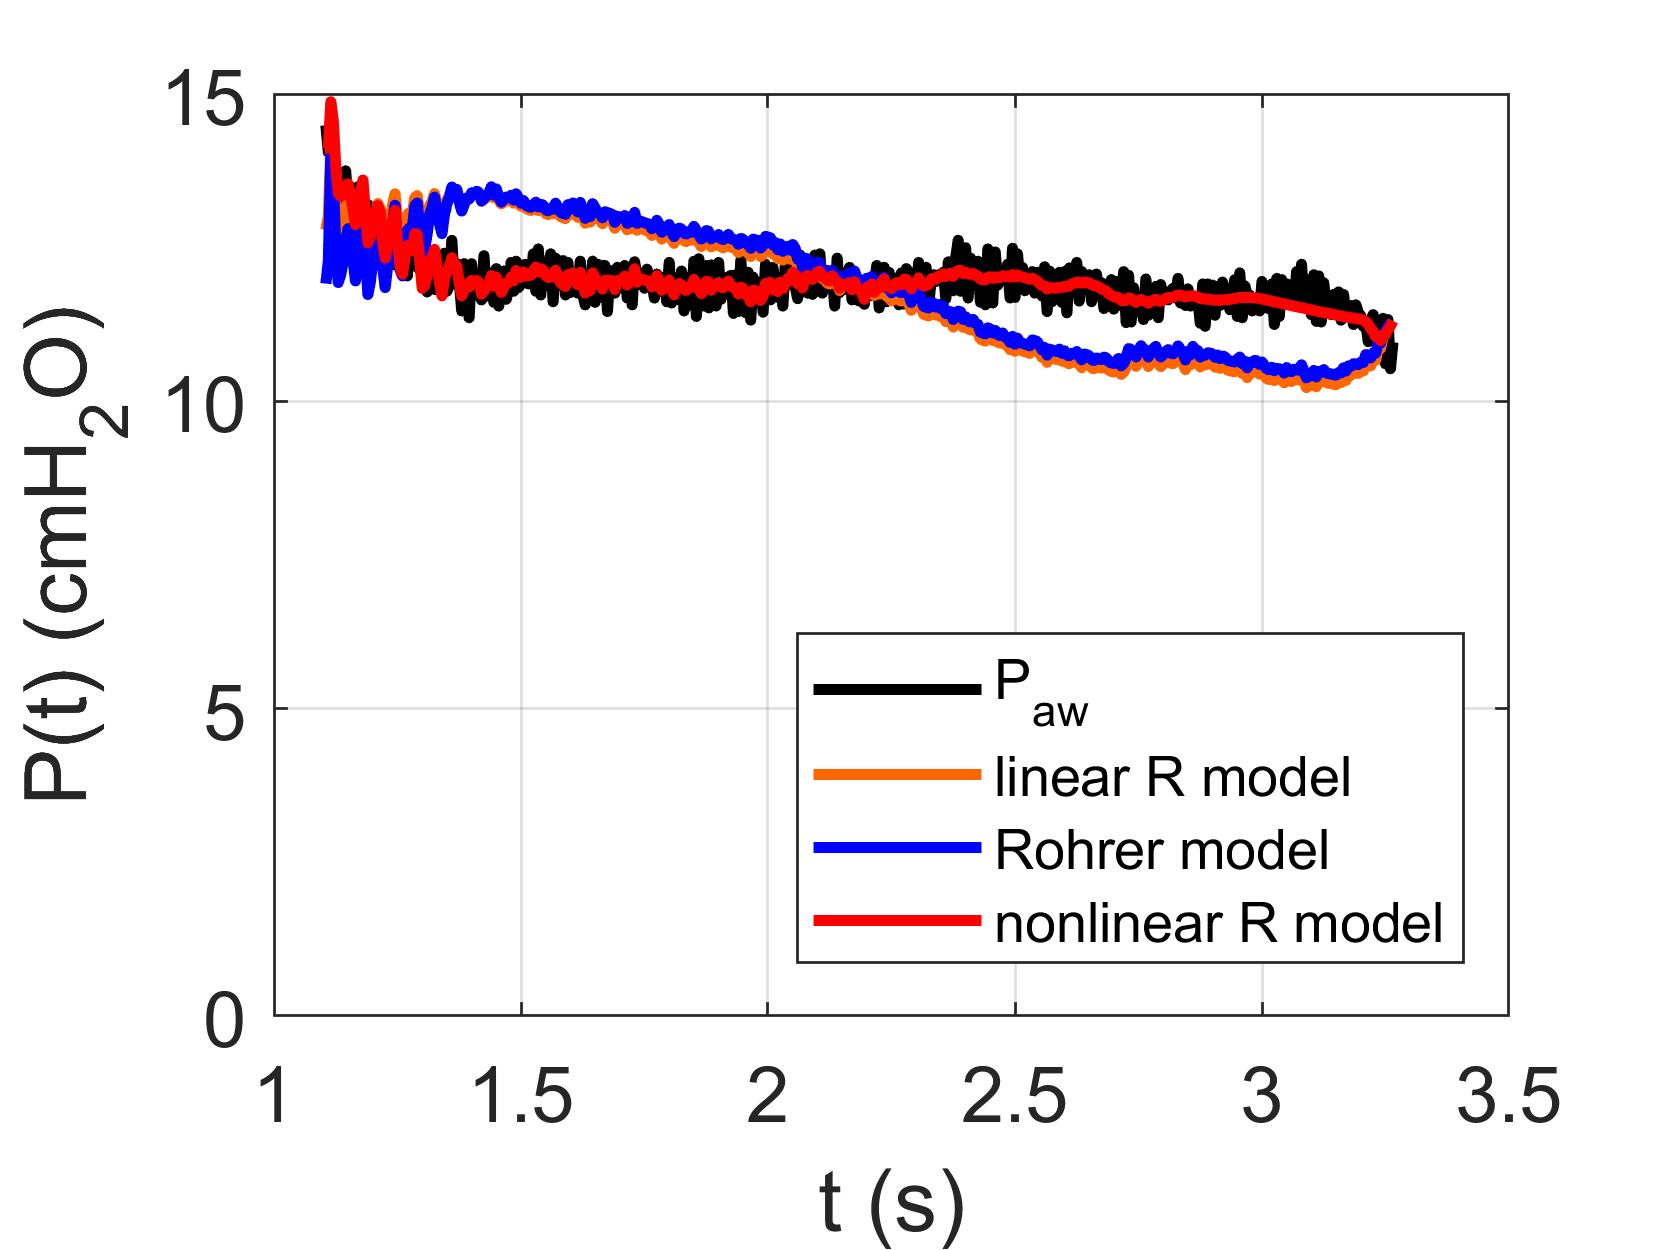 P(t) (cmH2O)
15
10
5
0
Paw
linear R model
Rohrer model
nonlinear R model
1 1.5 2 2.5 3 3.5
t (s)